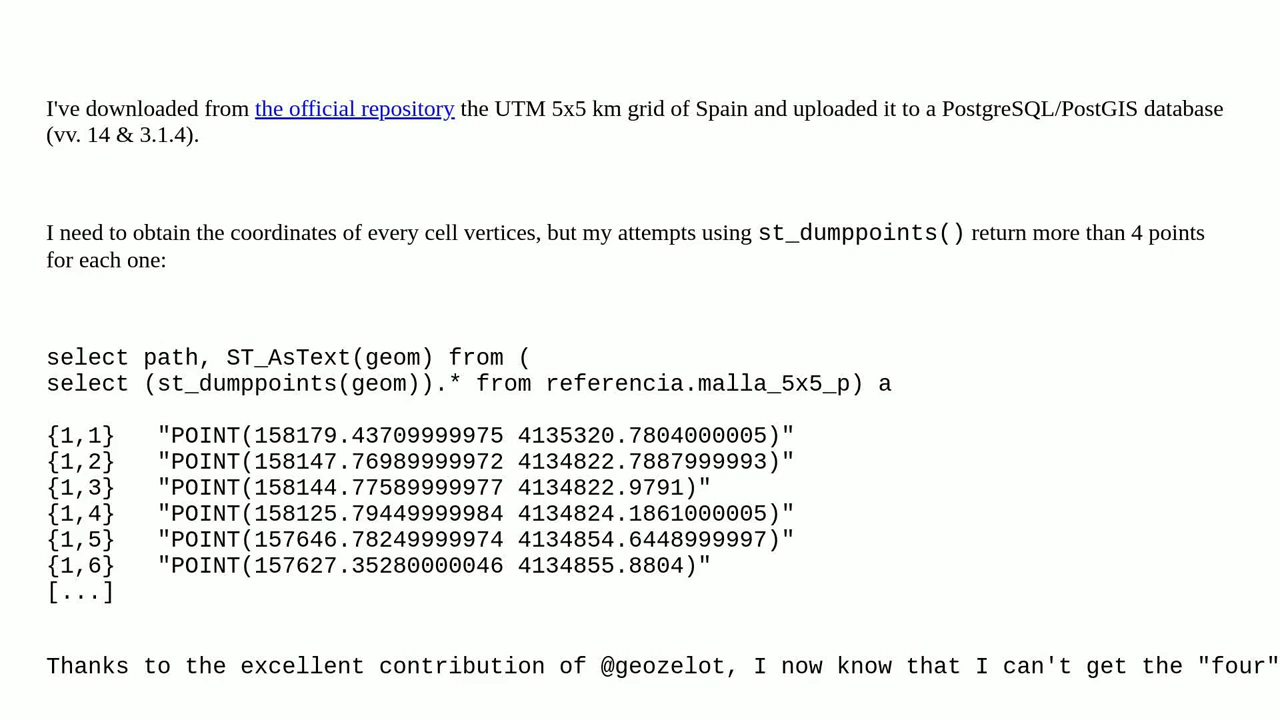 I've downloaded from the official repository the UTM 5x5 km grid of Spain and uploaded it to a PostgreSQL/PostGIS database
(vv. 14 & 3.1.4).
I need to obtain the coordinates of every cell vertices, but my attempts using st_dumppoints() return more than 4 points
for each one:
select path, ST_AsText(geom) from (
select (st_dumppoints(geom)).* from referencia.malla_5x5_p) a
{1,1}   "POINT(158179.43709999975 4135320.7804000005)"
{1,2}   "POINT(158147.76989999972 4134822.7887999993)"
{1,3}   "POINT(158144.77589999977 4134822.9791)"
{1,4}   "POINT(158125.79449999984 4134824.1861000005)"
{1,5}   "POINT(157646.78249999974 4134854.6448999997)"
{1,6}   "POINT(157627.35280000046 4134855.8804)"
[...]
Thanks to the excellent contribution of @geozelot, I now know that I can't get the "four"